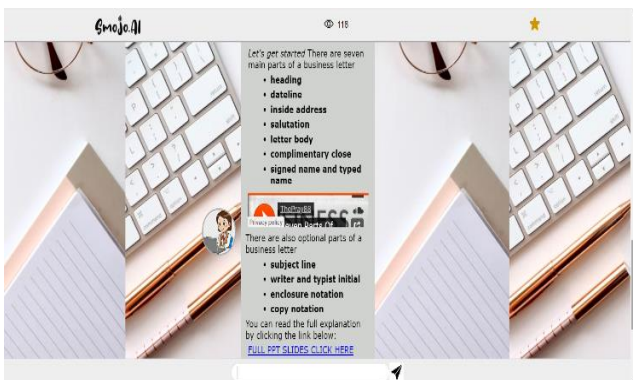 Smojo.AI
118
Let's get started There are seven
main parts of a business letter
• heading
• dateline
• inside address
• salutation
• letter body
• complimentary close
• signed name and typed
name
ThePrayBB
Privacy policy
There are also optional parts of a
business letter
• subject line
• writer and typist initial
• enclosure notation
• copy notation
You can read the full explanation
by clicking the link below:
FULL PPT SLIDES CLICK HERE